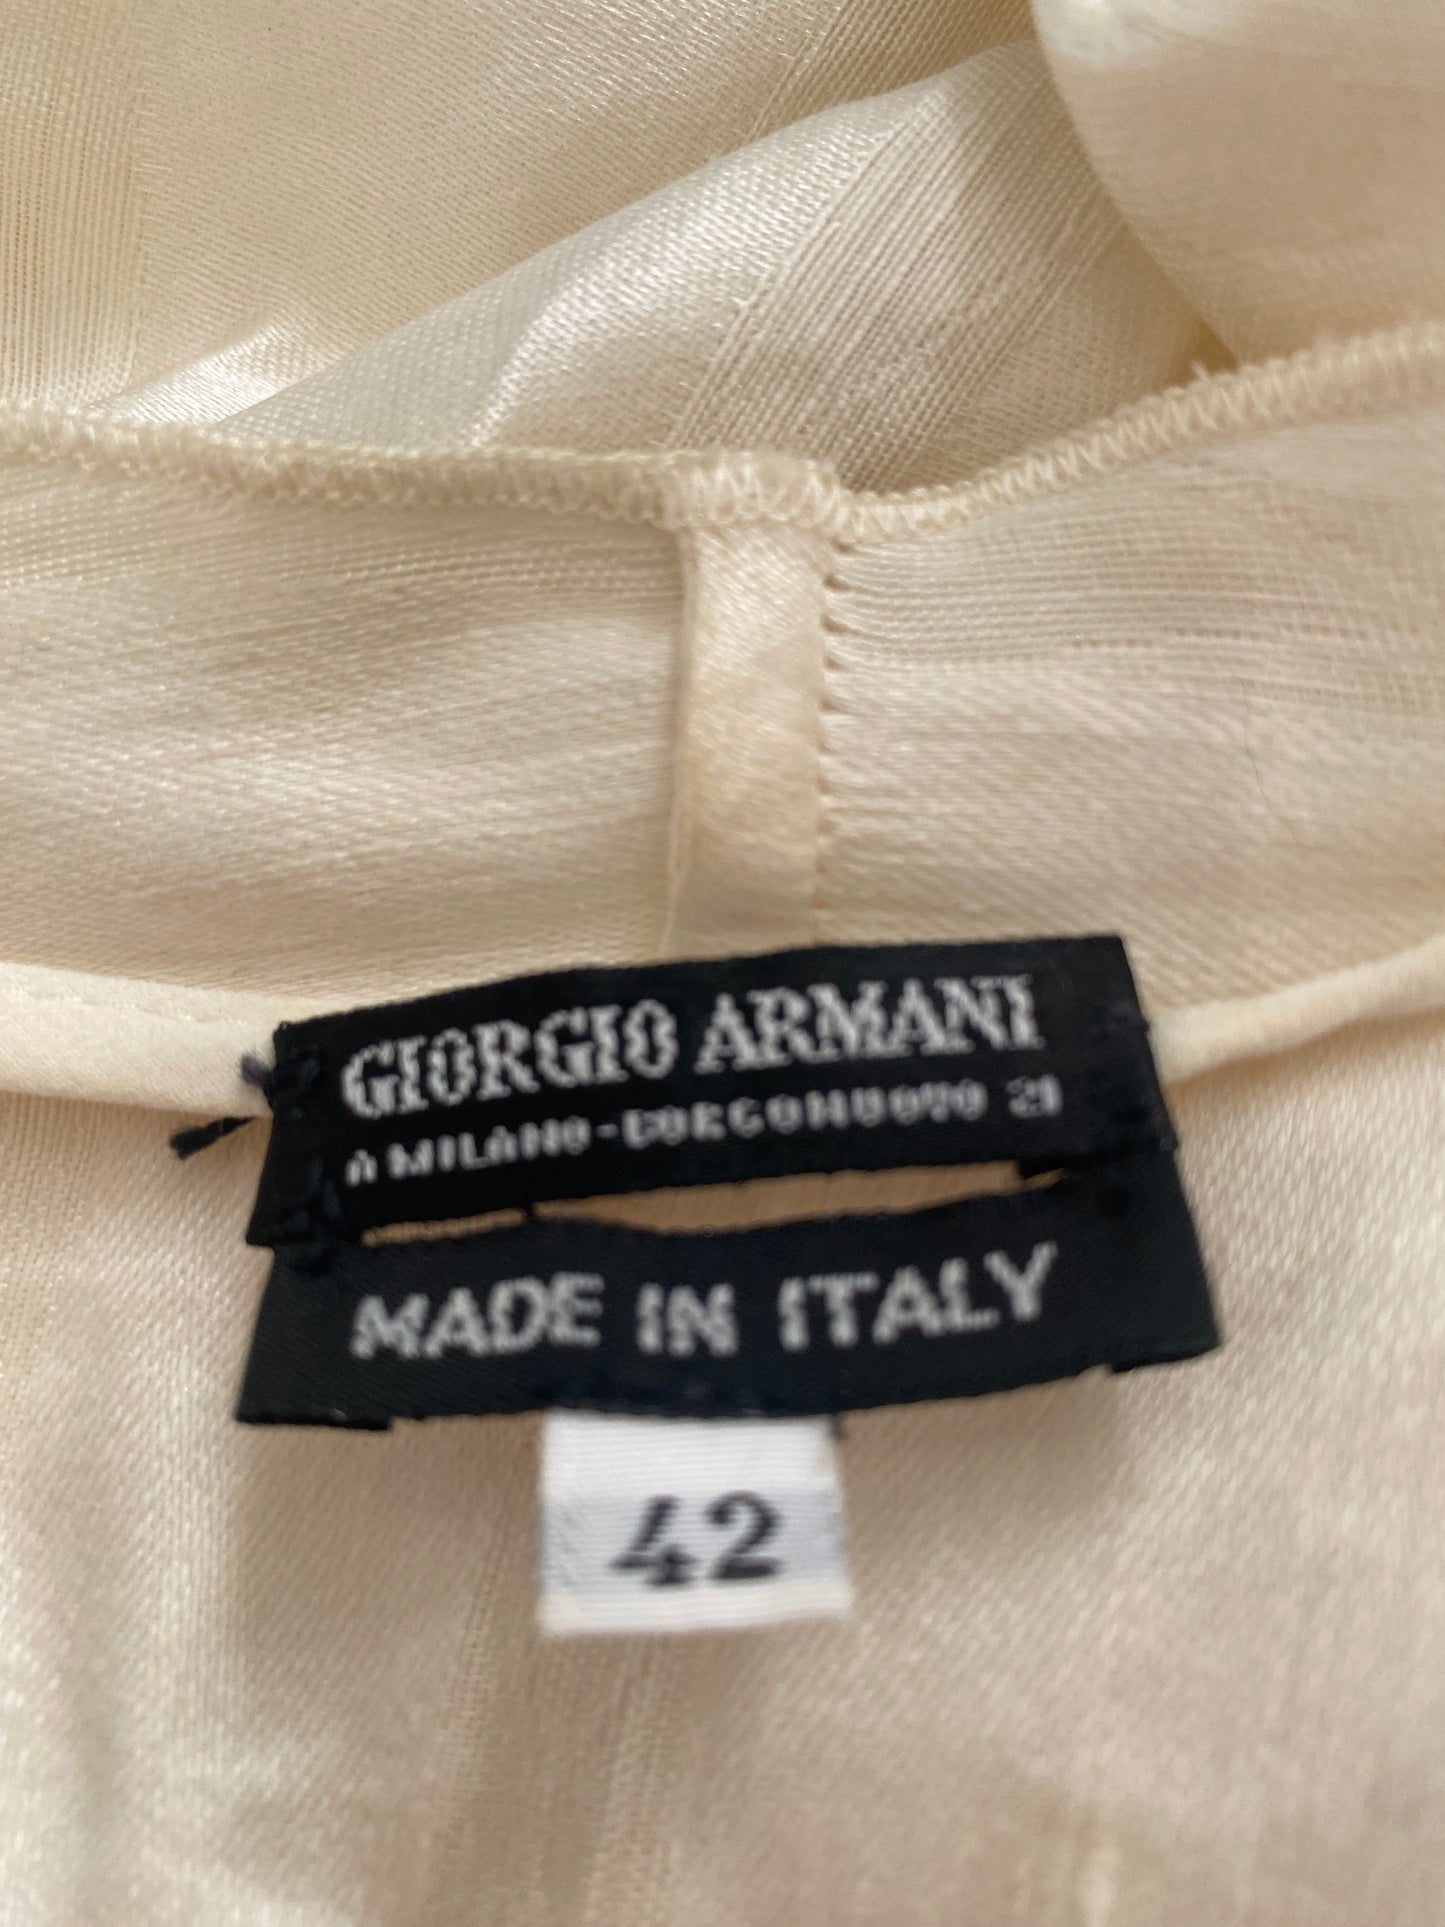 GIORGIO ARMANI
A MILANO-BORGONUOVO 21
MADE IN ITALY
42